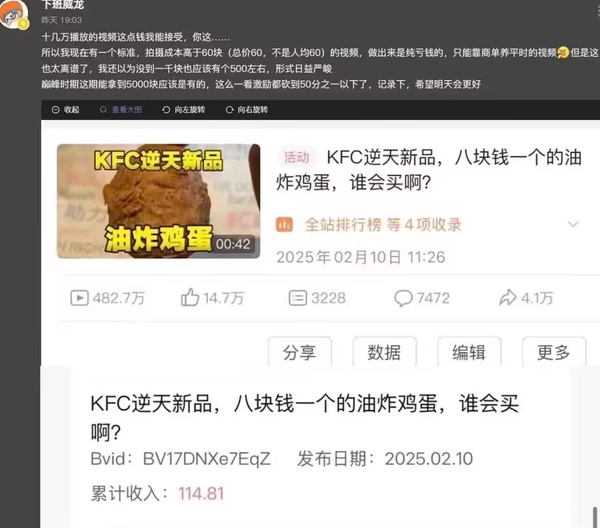 下班威龙
昨天 19:03
十几万播放的视频这点钱我能接受，你这……
所以我现在有一个标准，拍摄成本高于60块（总价60，不是人均60）的视频，做出来是纯亏钱的，只能靠商单养平时的视频 但是这
也太离谱了，我还以为没到一千块也应该有个500左右，形式日益严峻
巅峰时期这期能拿到5000块应该是有的，这么一看激励都砍到50分之一以下了，记录下，希望明天会更好
收起 查看大图 向左旋转 向右旋转
KFC逆天新品
油炸鸡蛋
00:42
活动 KFC逆天新品，八块钱一个的油
炸鸡蛋，谁会买啊?
全站排行榜 等 4 项收录
2025年02月10日 11:26
482.7万 14.7万 3228 7472 4.1万
分享 数据 编辑 更多
KFC逆天新品，八块钱一个的油炸鸡蛋，谁会买
啊?
Bvid：BV17DNXe7EqZ 发布日期：2025.02.10
累计收入：114.81